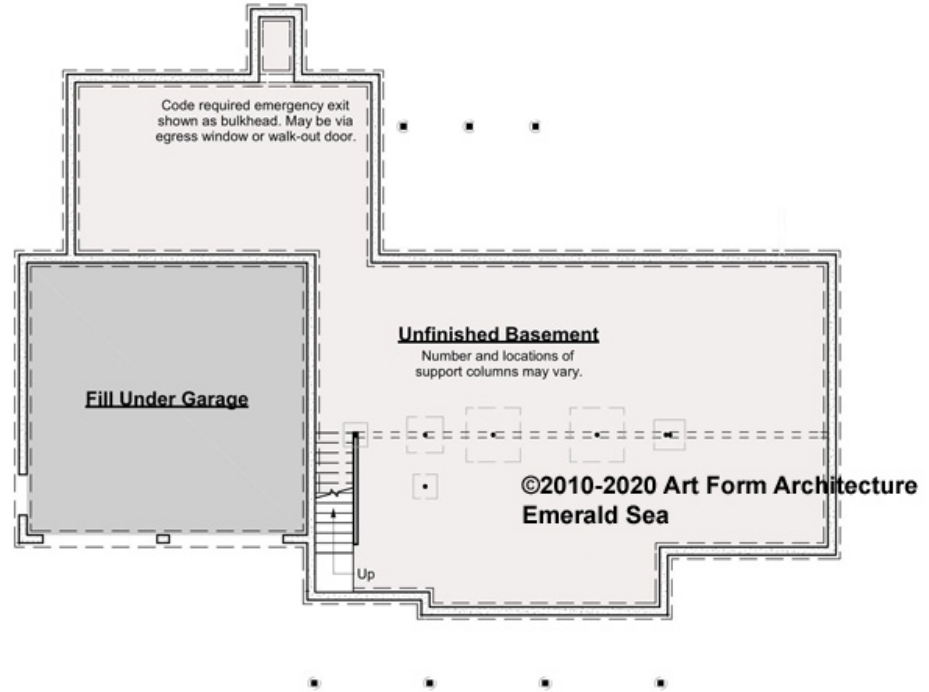 Code required emergency exit
shown as bulkhead. May be via
egress window or walk-out door.
Unfinished Basement
Number and locations of
support columns may vary.
Fill Under Garage
©2010-2020 Art Form Architecture
Emerald Sea
Up